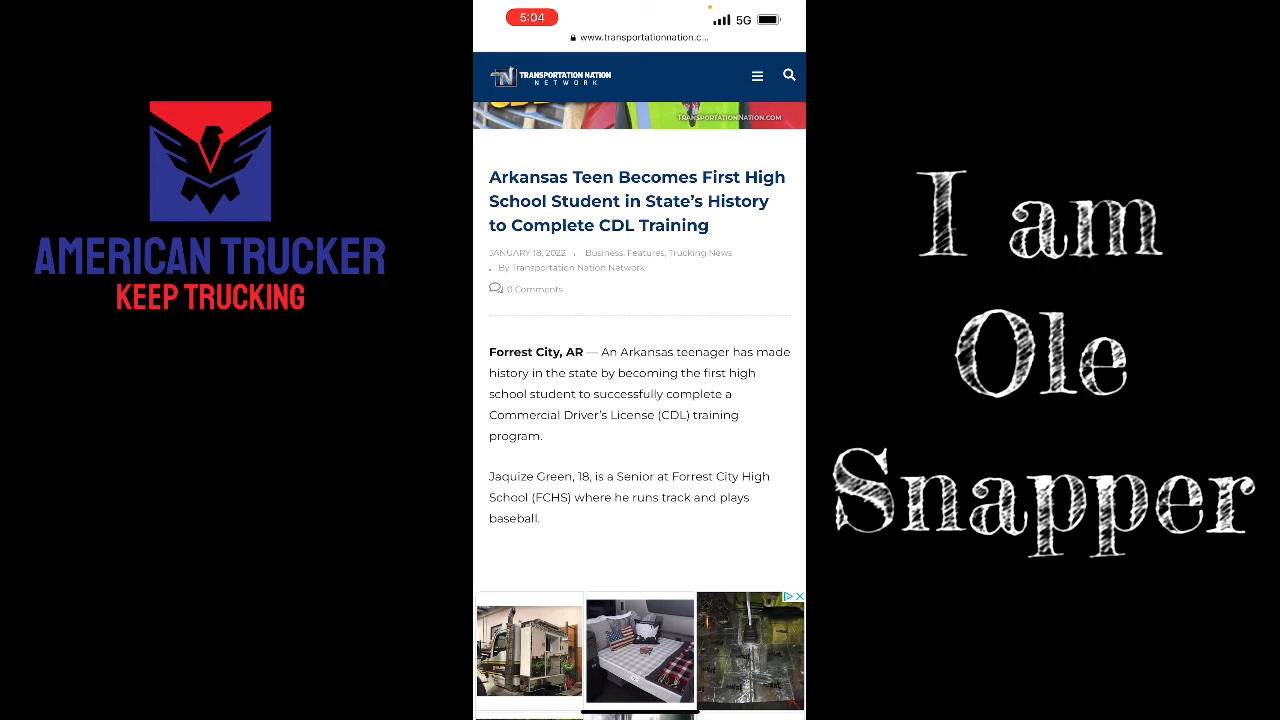 AMERICAN TRUCKER
KEEP TRUCKING
5:04
5G
www.transportationnation.c...
TRANSPORTATION NATION
NETWORK
TRANSPORTATIONNATION.COM
Arkansas Teen Becomes First High
School Student in State's History
to Complete CDL Training
JANUARY 18, 2022 . Business, Features, Trucking News
. By Transportation Nation Network
0 Comments
Forrest City, AR — An Arkansas teenager has made
history in the state by becoming the first high
school student to successfully complete a
Commercial Driver's License (CDL) training
program.
Jaquize Green, 18, is a Senior at Forrest City High
School (FCHS) where he runs track and plays
baseball.
I am
Ole
Snapper